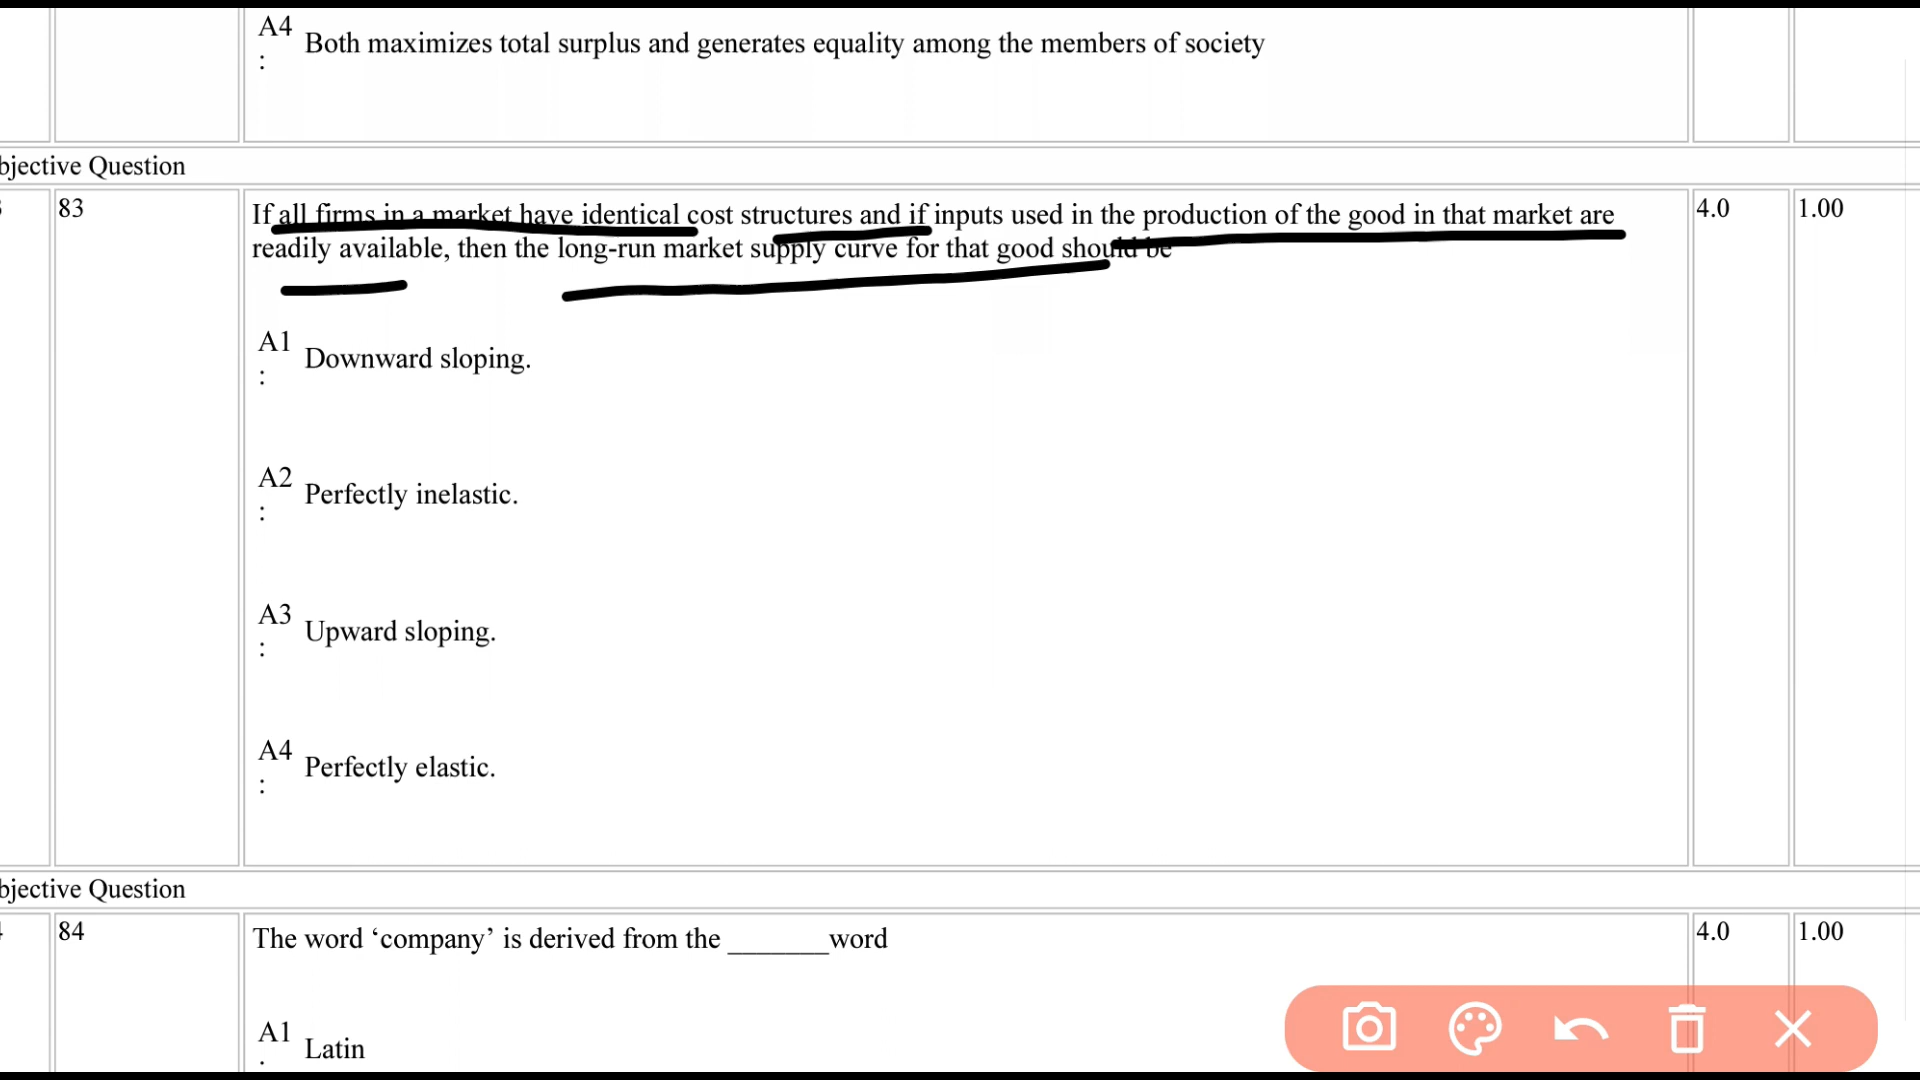 A4
:
Both maximizes total surplus and generates equality among the members of society
bjective Question
83
If all firms in a market have identical cost structures and if inputs used in the production of the good in that market are
readily available, then the long-run market supply curve for that good should be
4.0
1.00
A1
:
Downward sloping.
A2
:
Perfectly inelastic.
A3
:
Upward sloping.
A4
:
Perfectly elastic.
bjective Question
84
The word ‘company’ is derived from the _______word
4.0
1.00
A1
Latin